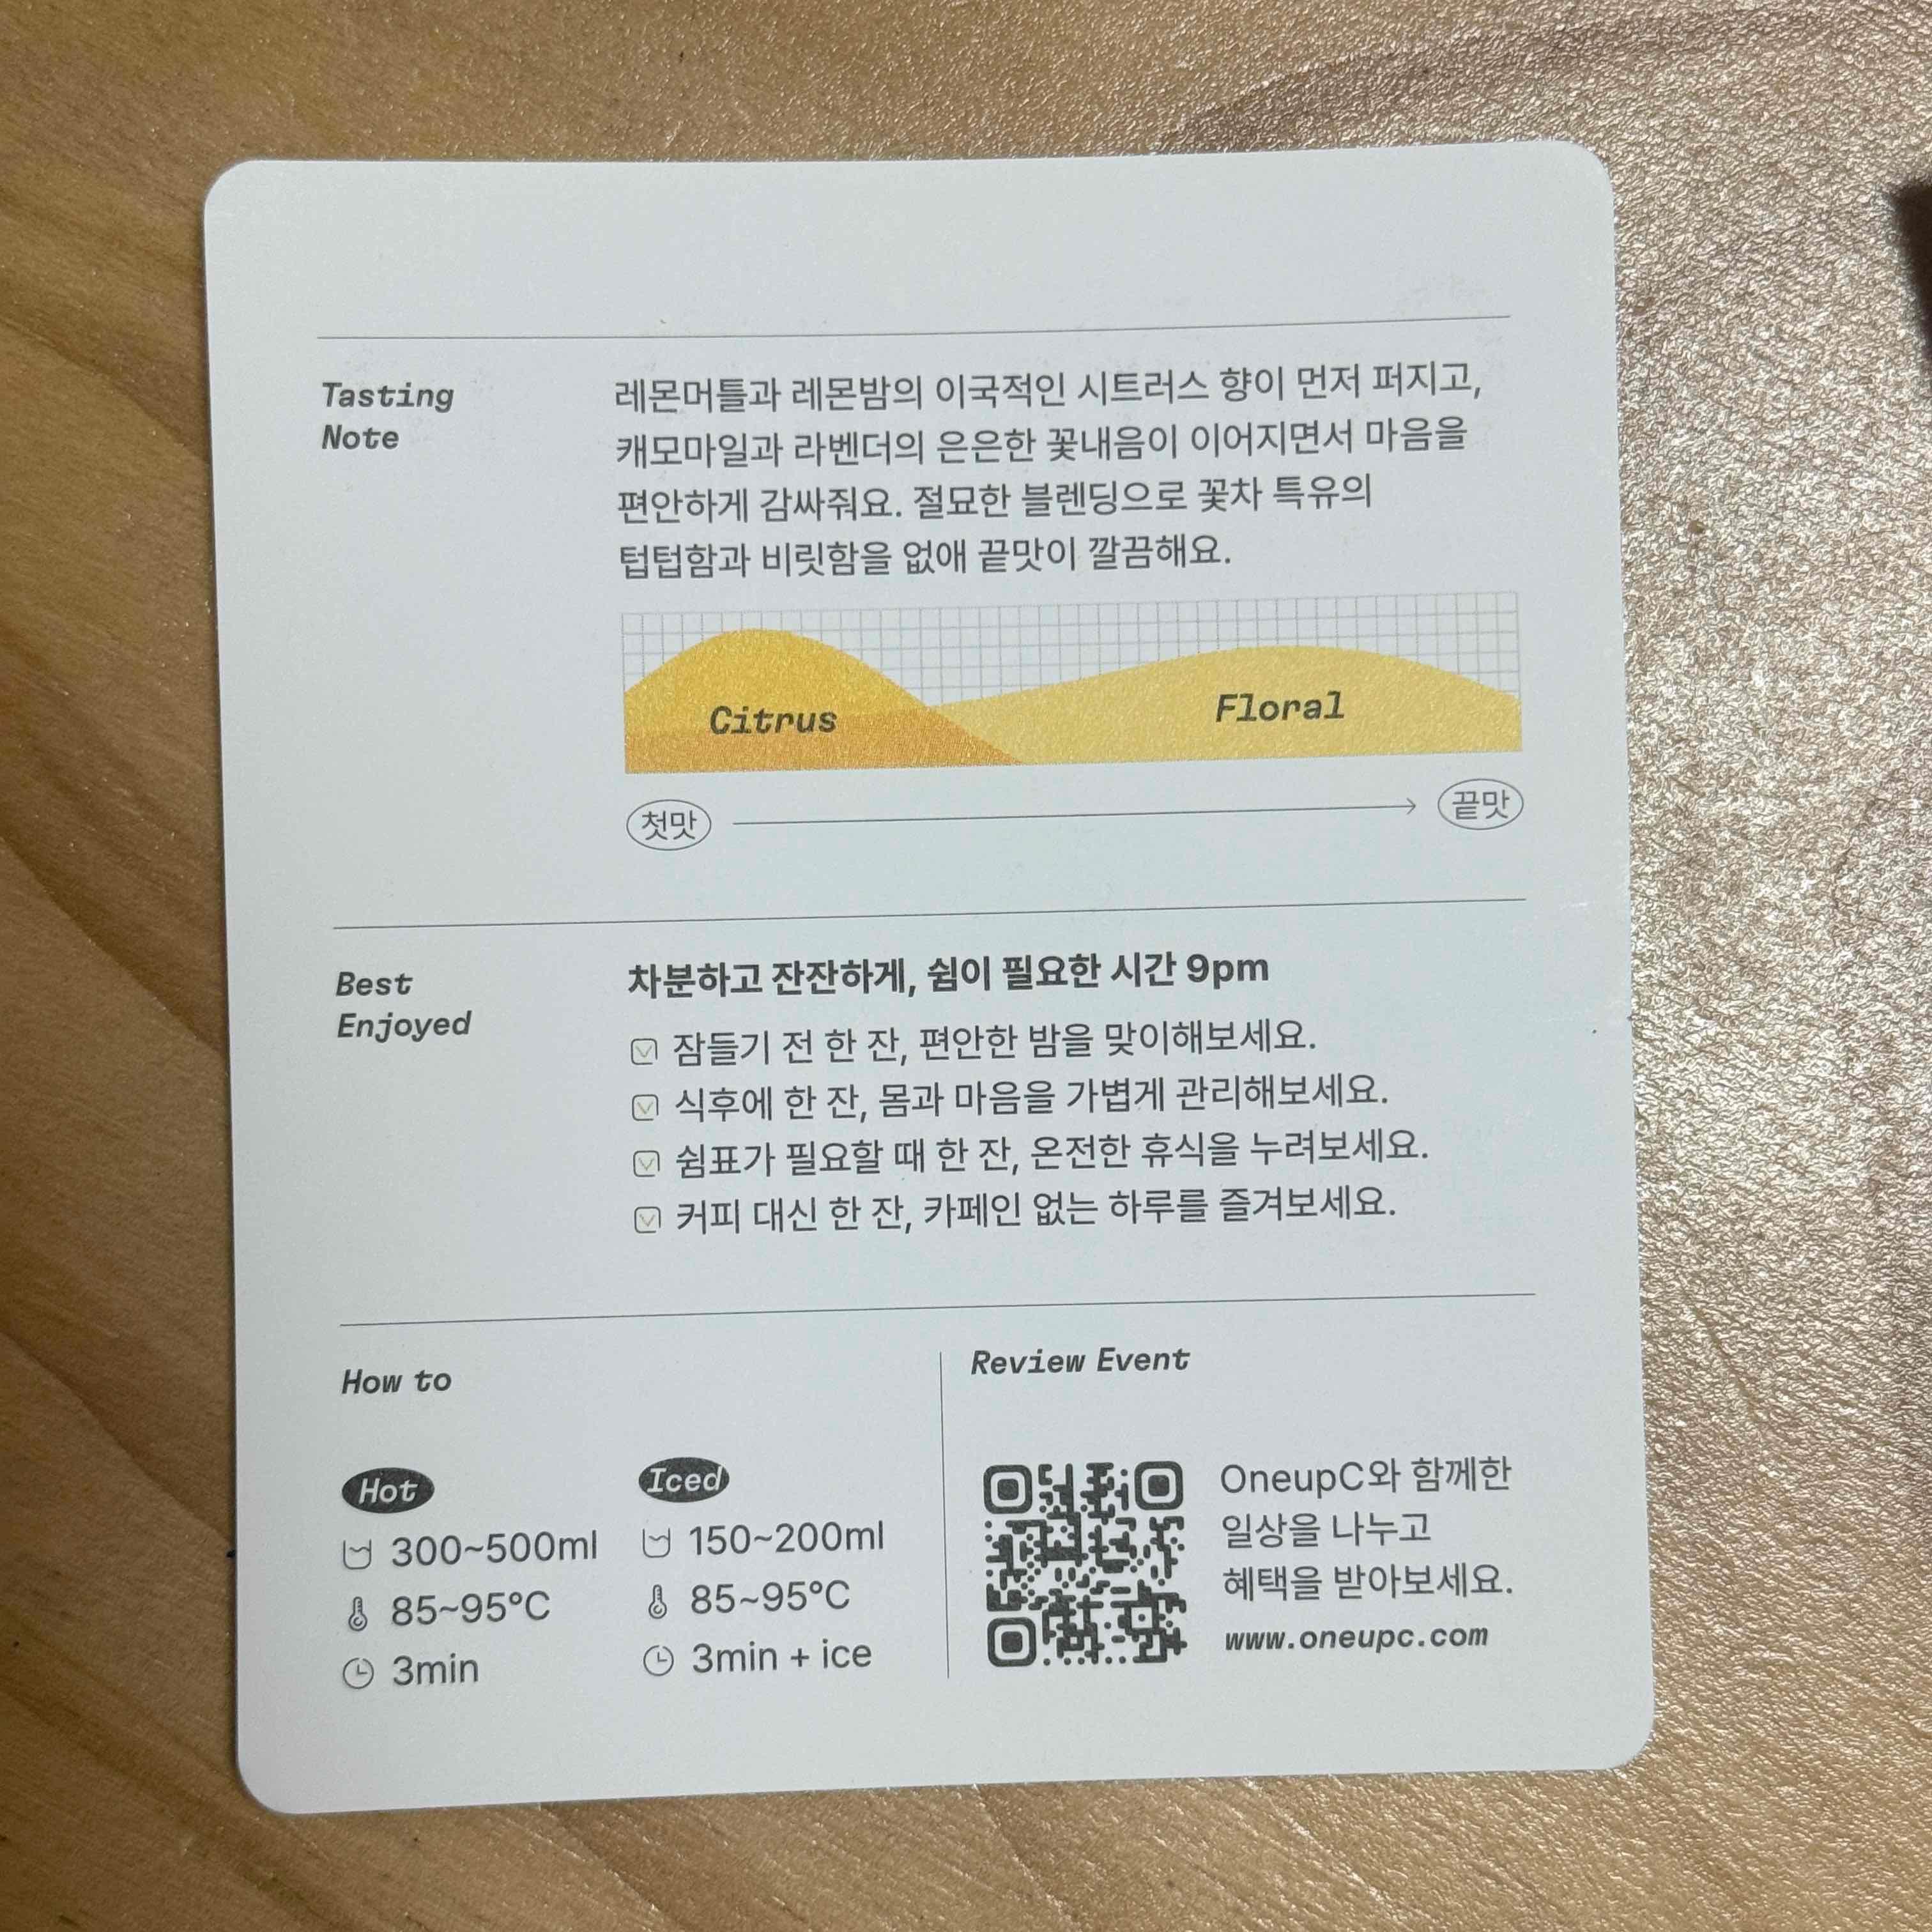 Tasting
Note
레몬머틀과 레몬밤의 이국적인 시트러스 향이 먼저 퍼지고,
캐모마일과 라벤더의 은은한 꽃내음이 이어지면서 마음을
편안하게 감싸줘요. 절묘한 블렌딩으로 꽃차 특유의
텁텁함과 비릿함을 없애 끝맛이 깔끔해요.
Citrus
Floral
첫맛
끝맛
Best
Enjoyed
차분하고 잔잔하게, 쉼이 필요한 시간 9pm
잠들기 전 한 잔, 편안한 밤을 맞이해보세요.
식후에 한 잔, 몸과 마음을 가볍게 관리해보세요.
쉼표가 필요할 때 한 잔, 온전한 휴식을 누려보세요.
커피 대신 한 잔, 카페인 없는 하루를 즐겨보세요.
How to
Hot
300~500ml
85~95°C
3min
Iced
150~200ml
85~95°C
3min + ice
Review Event
OneupC와 함께한
일상을 나누고
혜택을 받아보세요.
www.oneupc.com